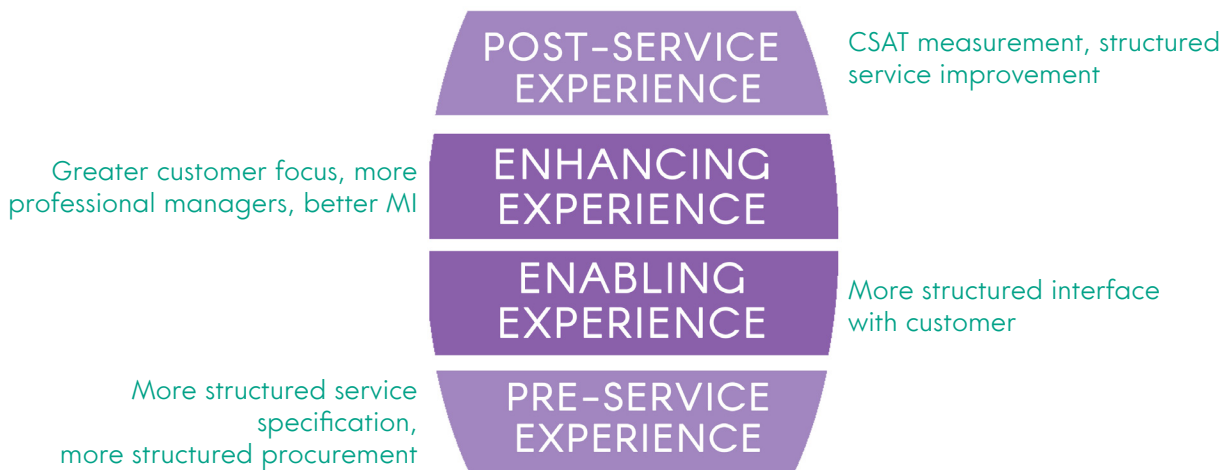 POST-SERVICE
EXPERIENCE
CSAT measurement, structured
service improvement
Greater customer focus, more
professional managers, better MI
ENHANCING
EXPERIENCE
ENABLING
EXPERIENCE
More structured interface
with customer
More structured service
specification,
more structured procurement
PRE-SERVICE
EXPERIENCE